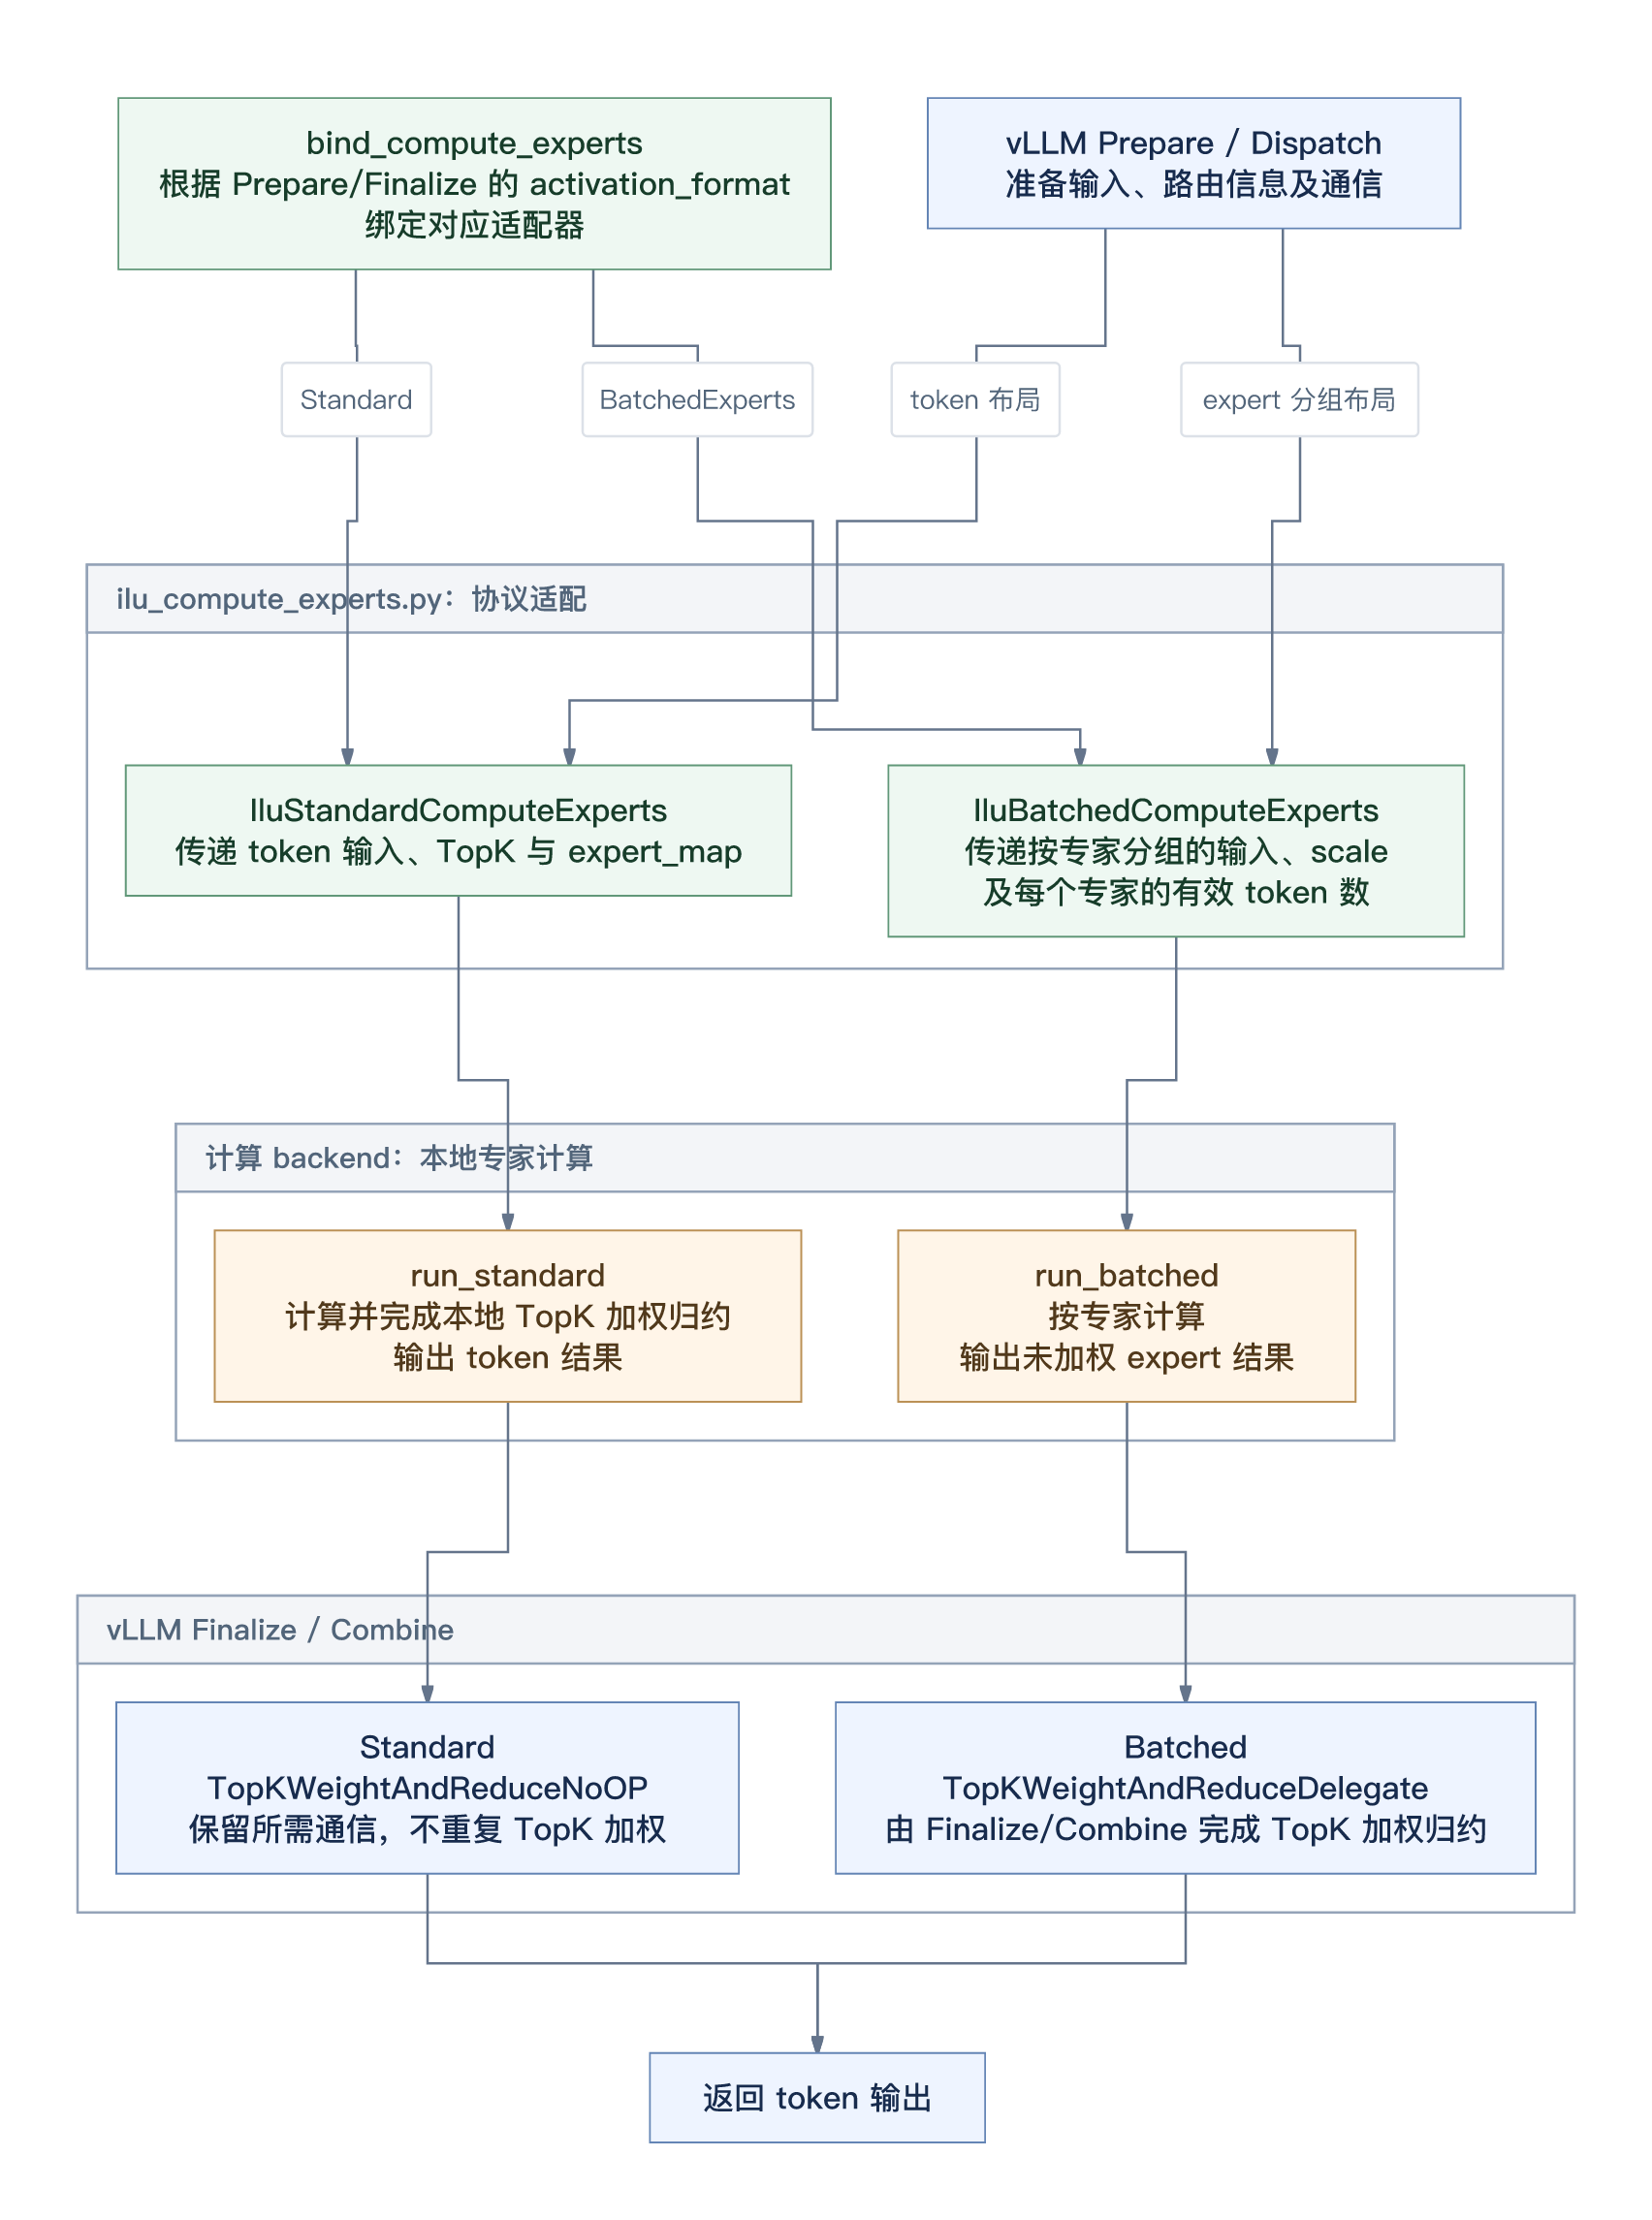 bind_compute_experts
根据 Prepare/Finalize 的 activation_format
绑定对应适配器
vLLM Prepare / Dispatch
准备输入、路由信息及通信
Standard
BatchedExperts
token 布局
expert 分组布局
ilu_compute_experts.py：协议适配
IluStandardComputeExperts
传递 token 输入、TopK 与 expert_map
IluBatchedComputeExperts
传递按专家分组的输入、scale
及每个专家的有效 token 数
计算 backend：本地专家计算
run_standard
计算并完成本地 TopK 加权归约
输出 token 结果
run_batched
按专家计算
输出未加权 expert 结果
vLLM Finalize / Combine
Standard
TopKWeightAndReduceNoOP
保留所需通信，不重复 TopK 加权
Batched
TopKWeightAndReduceDelegate
由 Finalize/Combine 完成 TopK 加权归约
返回 token 输出